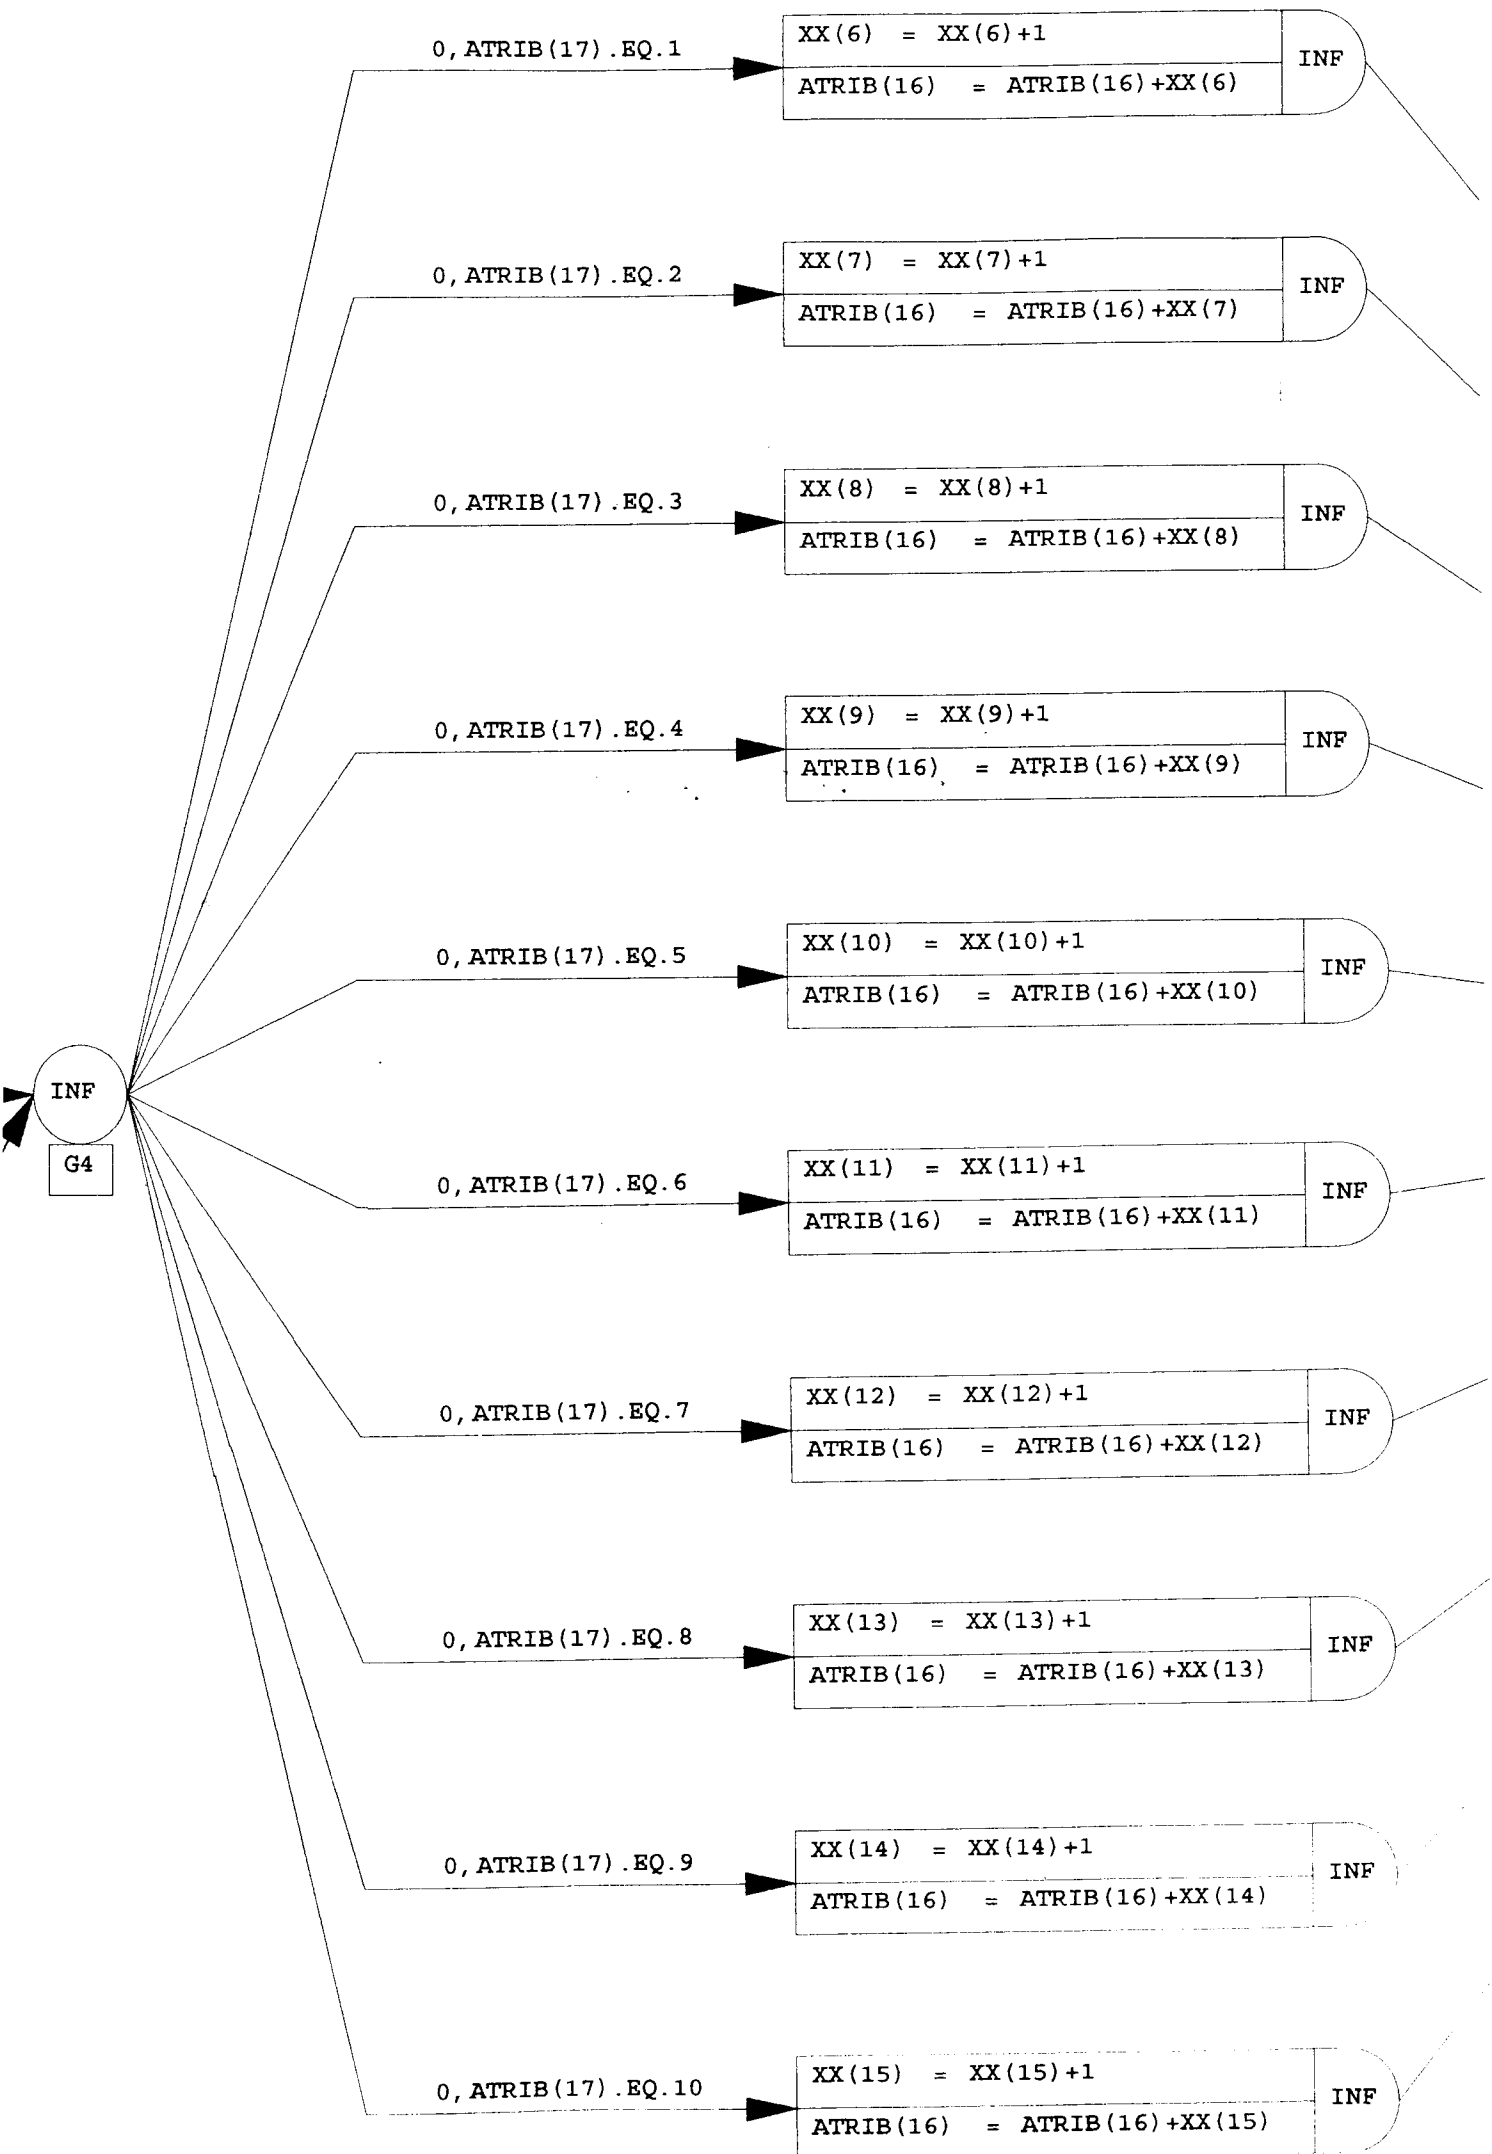 0,ATRIB(17).EQ.1
XX(6) = XX(6)+1
ATRIB(16) = ATRIB(16)+XX(6)
INF
0,ATRIB(17).EQ.2
XX(7) = XX(7)+1
ATRIB(16) = ATRIB(16)+XX(7)
INF
0,ATRIB(17).EQ.3
XX(8) = XX(8)+1
ATRIB(16) = ATRIB(16)+XX(8)
INF
0,ATRIB(17).EQ.4
XX(9) = XX(9)+1
ATRIB(16) = ATRIB(16)+XX(9)
INF
0,ATRIB(17).EQ.5
XX(10) = XX(10)+1
ATRIB(16) = ATRIB(16)+XX(10)
INF
INF
G4
0,ATRIB(17).EQ.6
XX(11) = XX(11)+1
ATRIB(16) = ATRIB(16)+XX(11)
INF
0,ATRIB(17).EQ.7
XX(12) = XX(12)+1
ATRIB(16) = ATRIB(16)+XX(12)
INF
0,ATRIB(17).EQ.8
XX(13) = XX(13)+1
ATRIB(16) = ATRIB(16)+XX(13)
INF
0,ATRIB(17).EQ.9
XX(14) = XX(14)+1
ATRIB(16) = ATRIB(16)+XX(14)
INF
0,ATRIB(17).EQ.10
XX(15) = XX(15)+1
ATRIB(16) = ATRIB(16)+XX(15)
INF